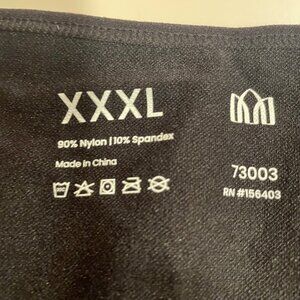 XXXL
90% Nylon | 10% Spandex
Made in China
73003
RN #156403